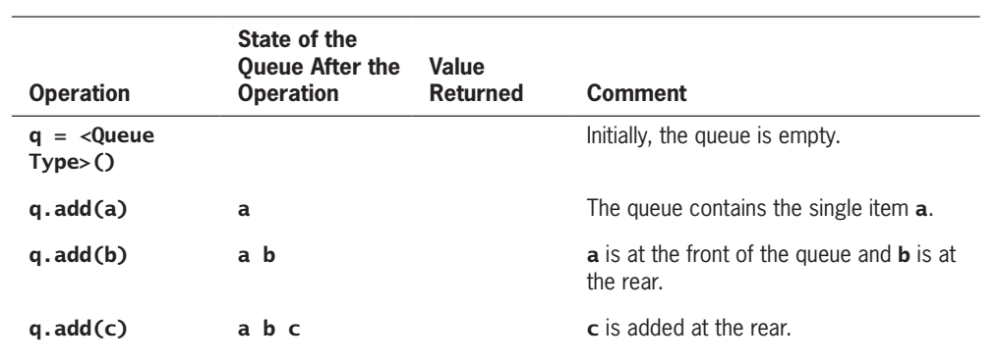 State of the
Queue After the Value
Operation Operation Returned Comment
q = <Queue Initially, the queue is empty.
Type>()
q.add(a) a The queue contains the single item a.
q.add(b) a b a is at the front of the queue and b is at
the rear.
q.add(c) a b c c is added at the rear.